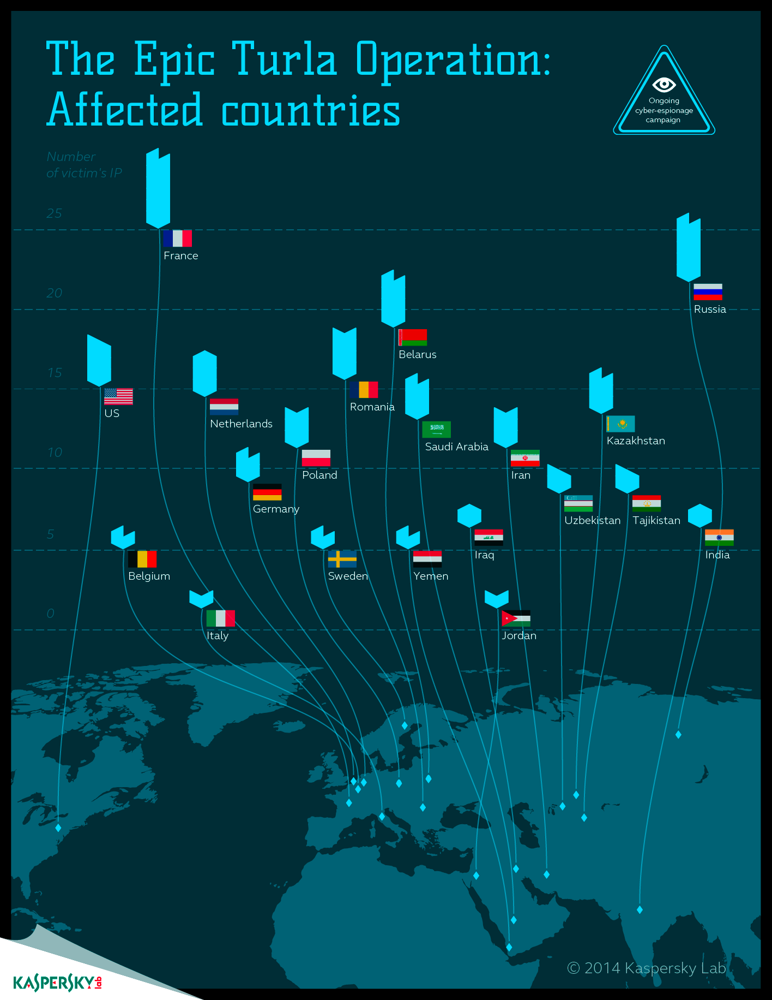 The Epic Turla Operation:
Affected countries
Ongoing
cyber-espionage
campaign
Number
of victim's IP
25
France
20
Russia
Belarus
15
US
Romania
Netherlands
Saudi Arabia
Kazakhstan
10
Poland
Iran
Germany
Uzbekistan
Tajikistan
5
Iraq
India
Belgium
Sweden
Yemen
0
Italy
Jordan
© 2014 Kaspersky Lab
KASPERSKY lab